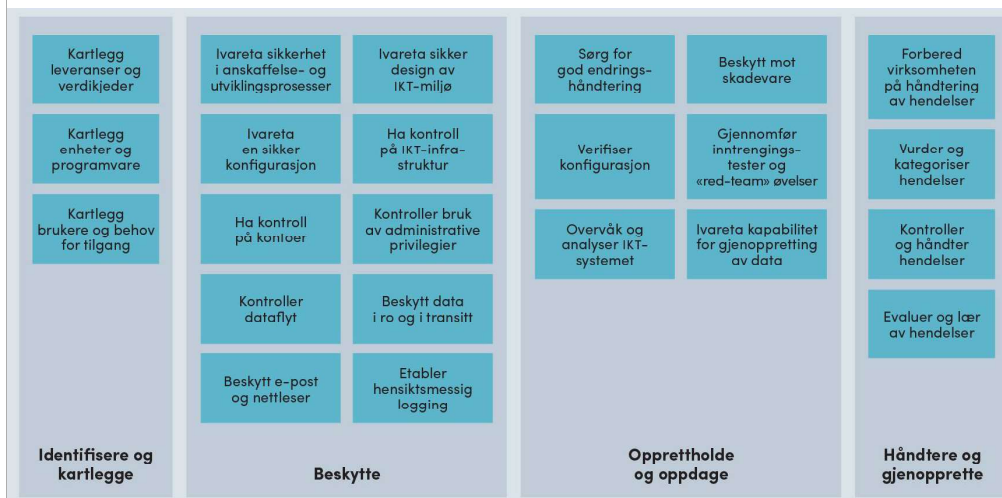 Kartlegg
leveranser og
verdikjeder
Kartlegg
enheter og
programvare
Kartlegg
brukere og behov
for tilgang
Identifisere og
kartlegge
Ivareta sikkerhet
i anskaffelse- og
utviklingsprosesser
Ivareta sikker
design av
IKT-miljø
Ivareta
en sikker
konfigurasjon
Ha kontroll
på IKT-infra-
struktur
Ha kontroll
på kontoer
Kontroller bruk
av administrative
privilegier
Kontroller
dataflyt
Beskytt data
i ro og i transitt
Beskytt e-post
og nettleser
Etabler
hensiktsmessig
logging
Beskytte
Sørg for
god endrings-
håndtering
Beskytt mot
skadevare
Verifiser
konfigurasjon
Gjennomfør
inntrengings-
tester og
«red-team» øvelser
Overvåk og
analyser IKT-
systemet
Ivareta kapabilitet
for gjenoppretting
av data
Opprettholde
og oppdage
Forbered
virksomheten
på håndtering
av hendelser
Vurder og
kategoriser
hendelser
Kontroller
og håndter
hendelser
Evaluer og lær
av hendelser
Håndtere og
gjenopprette